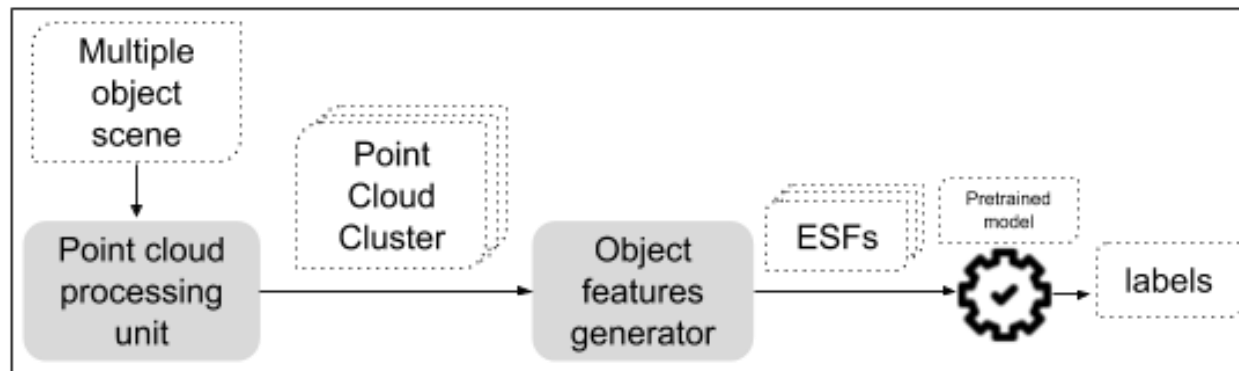 Multiple
object
scene
Point cloud
processing
unit
Point
Cloud
Cluster
Object
features
generator
ESFs
Pretrained
model
labels